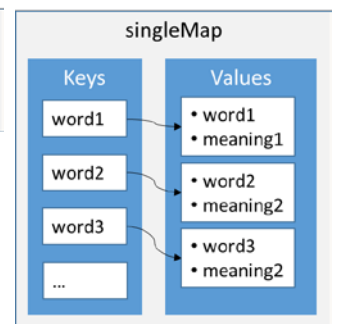 singleMap
Keys
Values
word1
• word1
• meaning1
word2
• word2
• meaning2
word3
• word3
• meaning2
...